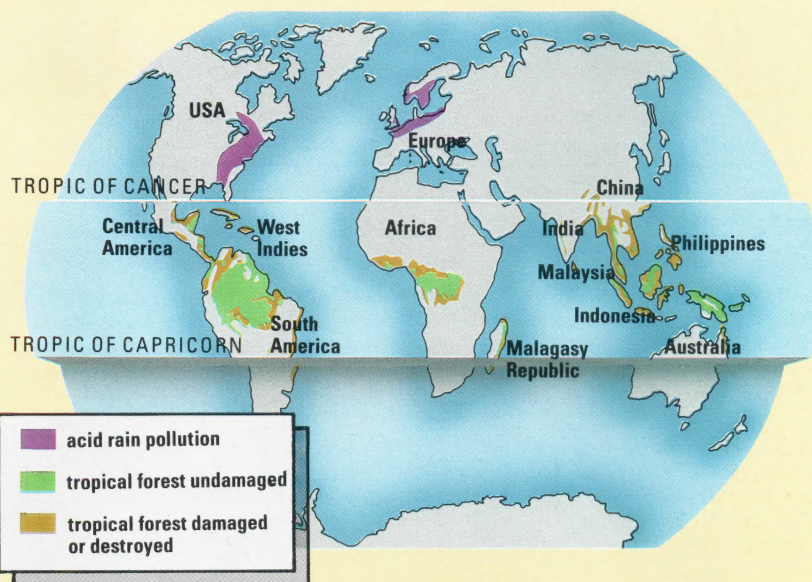 USA
Europe
TROPIC OF CANCER
China
Central
America
West
Indies
Africa
India
Philippines
Malaysia
Indonesia
South
America
TROPIC OF CAPRICORN
Malagasy
Republic
Australia
acid rain pollution
tropical forest undamaged
tropical forest damaged
or destroyed